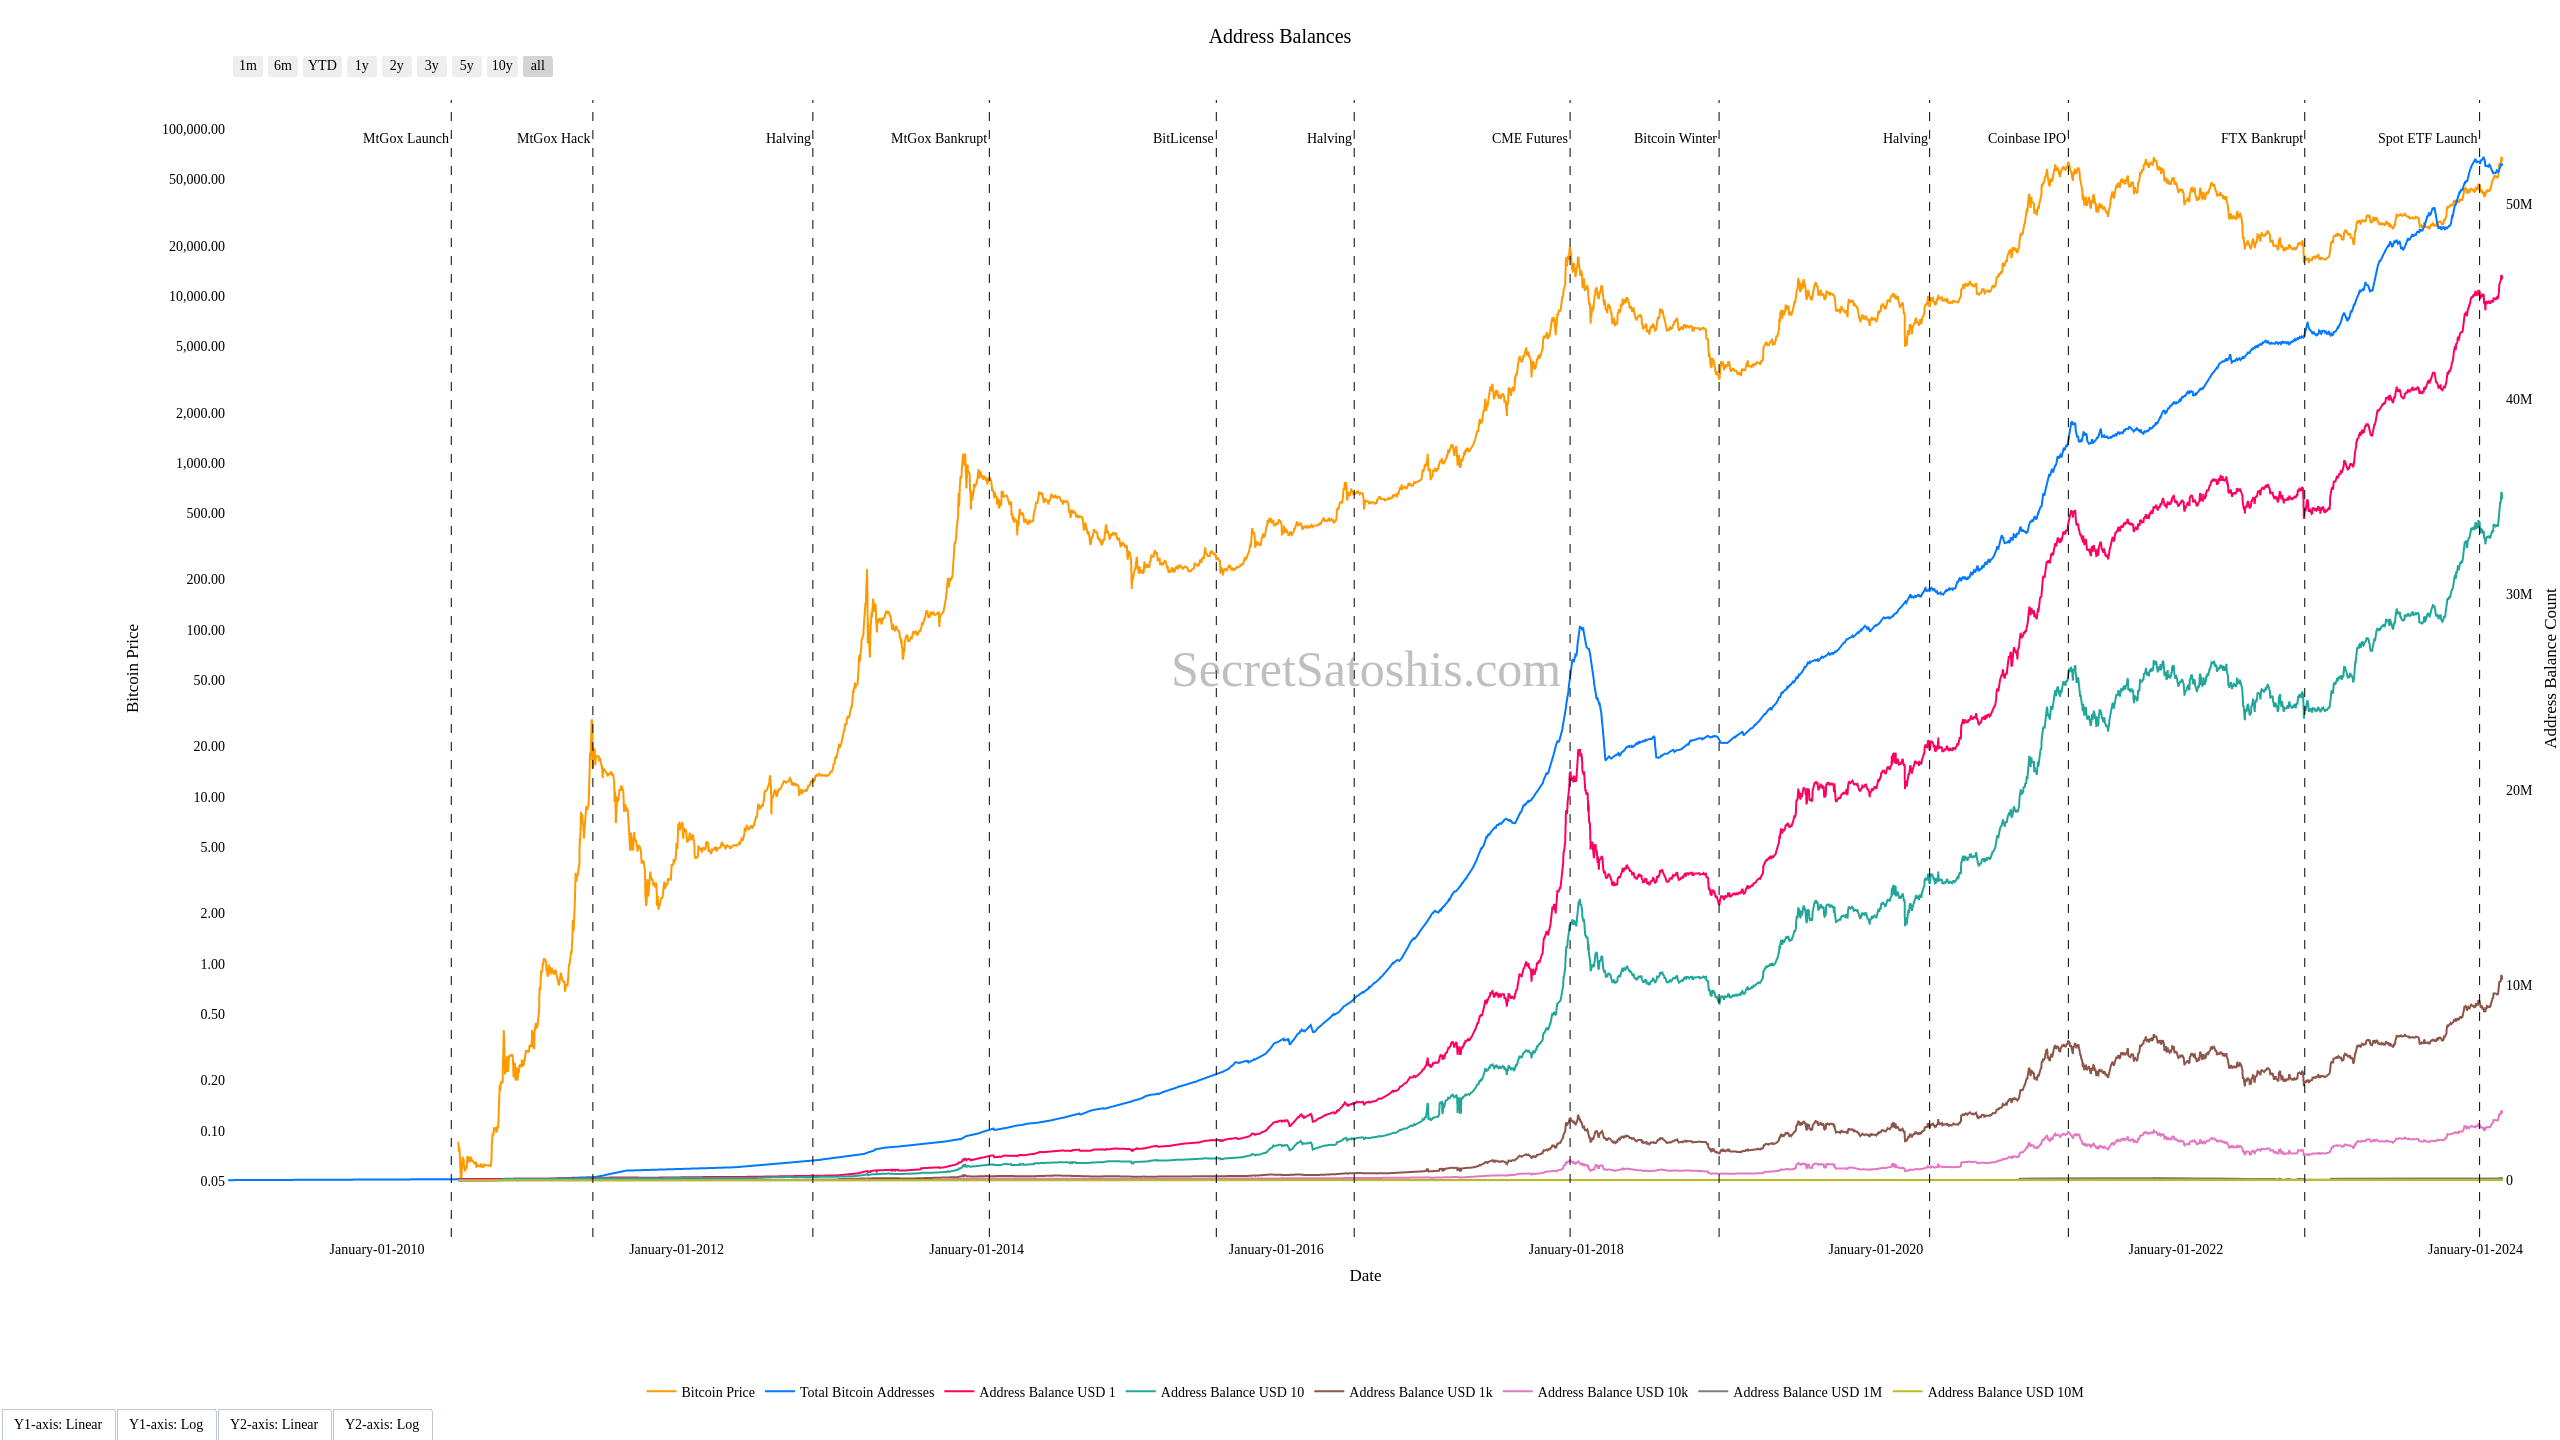 Address Balances
1m 6m YTD 1y 2y 3y 5y 10y all
MtGox Launch MtGox Hack Halving MtGox Bankrupt BitLicense Halving CME Futures Bitcoin Winter Halving Coinbase IPO FTX Bankrupt Spot ETF Launch
100,000.00
50,000.00
20,000.00
10,000.00
5,000.00
2,000.00
1,000.00
500.00
200.00
100.00
50.00
20.00
10.00
5.00
2.00
1.00
0.50
0.20
0.10
0.05
Bitcoin Price
SecretSatoshis.com
50M
40M
30M
20M
10M
0
Address Balance Count
January-01-2010 January-01-2012 January-01-2014 January-01-2016 January-01-2018 January-01-2020 January-01-2022 January-01-2024
Date
Bitcoin Price Total Bitcoin Addresses Address Balance USD 1 Address Balance USD 10 Address Balance USD 1k Address Balance USD 10k Address Balance USD 1M Address Balance USD 10M
Y1-axis: Linear Y1-axis: Log Y2-axis: Linear Y2-axis: Log